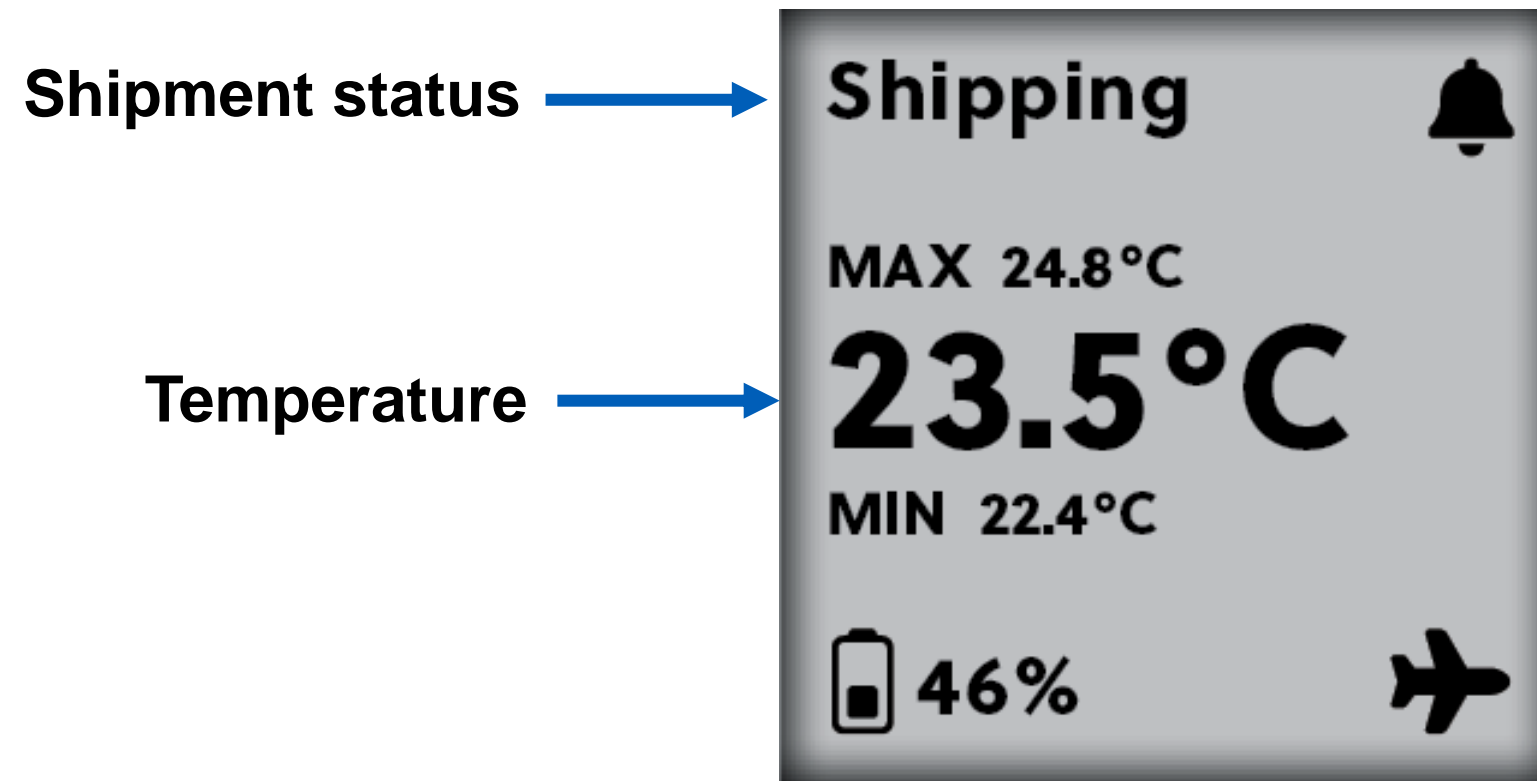 Shipment status
Shipping
MAX 24.8°C
Temperature
23.5°C
MIN 22.4°C
46%